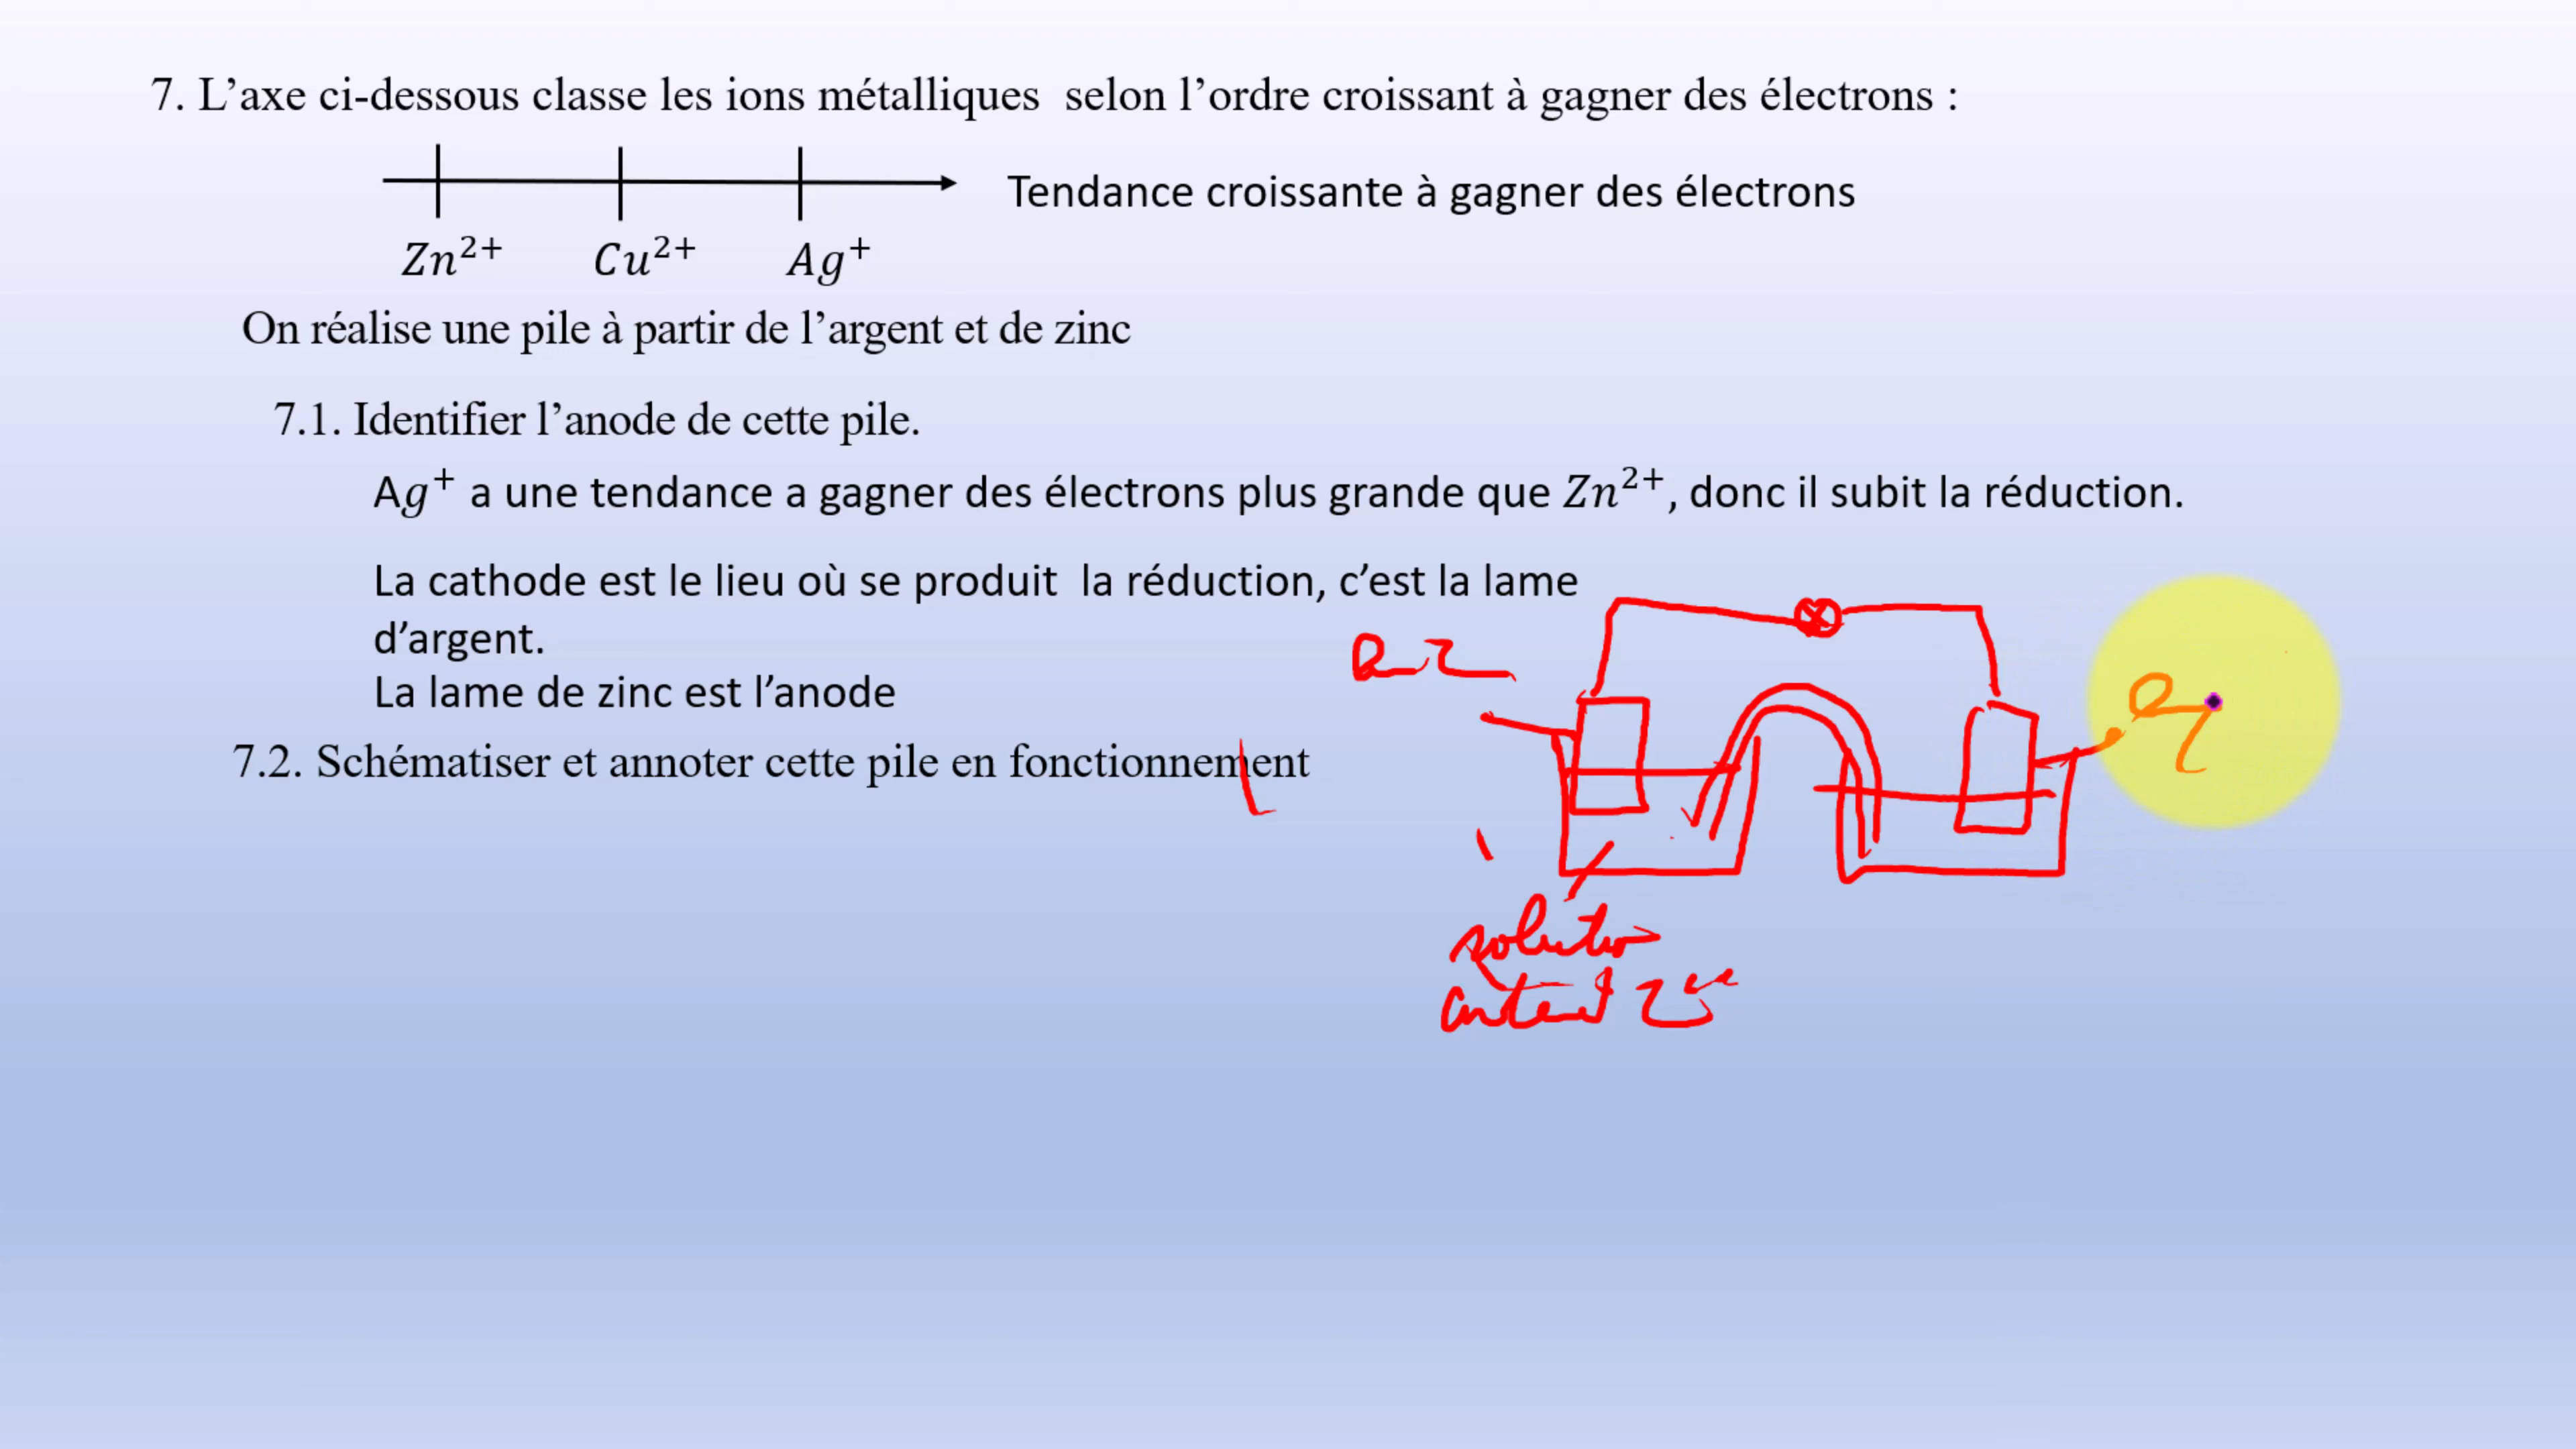 7. L’axe ci-dessous classe les ions métalliques selon l’ordre croissant à gagner des électrons :
Tendance croissante à gagner des électrons
Zn²⁺ Cu²⁺ Ag⁺
On réalise une pile à partir de l’argent et de zinc
7.1. Identifier l’anode de cette pile.
Ag⁺ a une tendance a gagner des électrons plus grande que Zn²⁺, donc il subit la réduction.
La cathode est le lieu où se produit la réduction, c’est la lame
d’argent.
La lame de zinc est l’anode
7.2. Schématiser et annoter cette pile en fonctionnement
solution